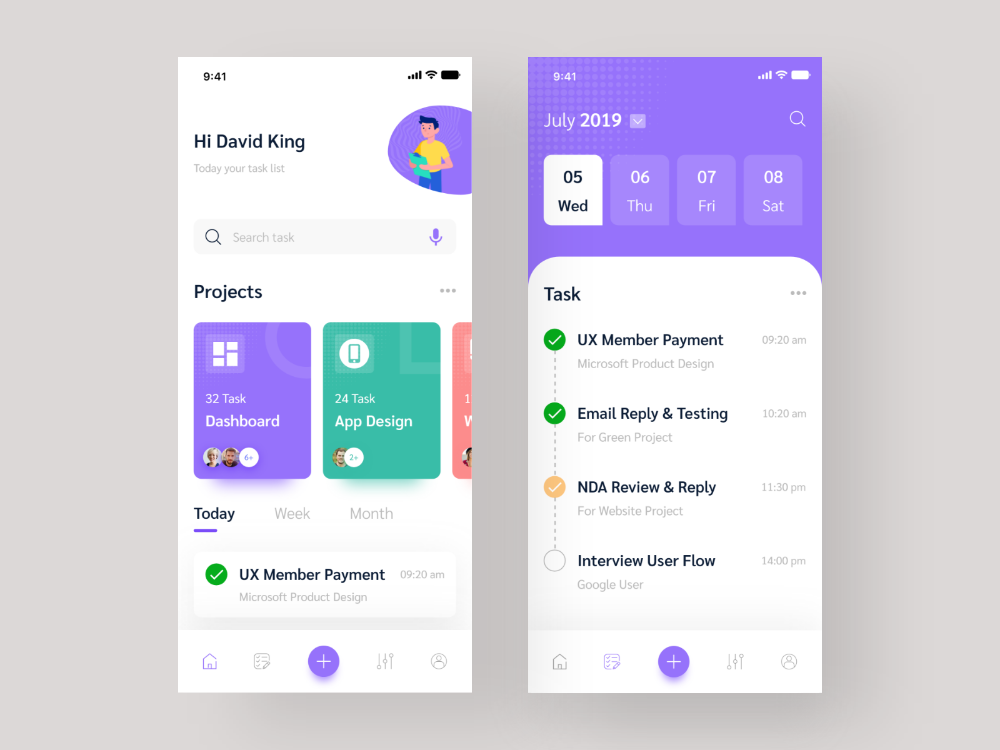 9:41
Hi David King
Today your task list
Search task
Projects
32 Task
Dashboard
6+
24 Task
App Design
2+
1
W
Today
Week
Month
UX Member Payment
09:20 am
Microsoft Product Design
9:41
July 2019
05
Wed
06
Thu
07
Fri
08
Sat
Task
UX Member Payment
09:20 am
Microsoft Product Design
Email Reply & Testing
10:20 am
For Green Project
NDA Review & Reply
11:30 pm
For Website Project
Interview User Flow
14:00 pm
Google User